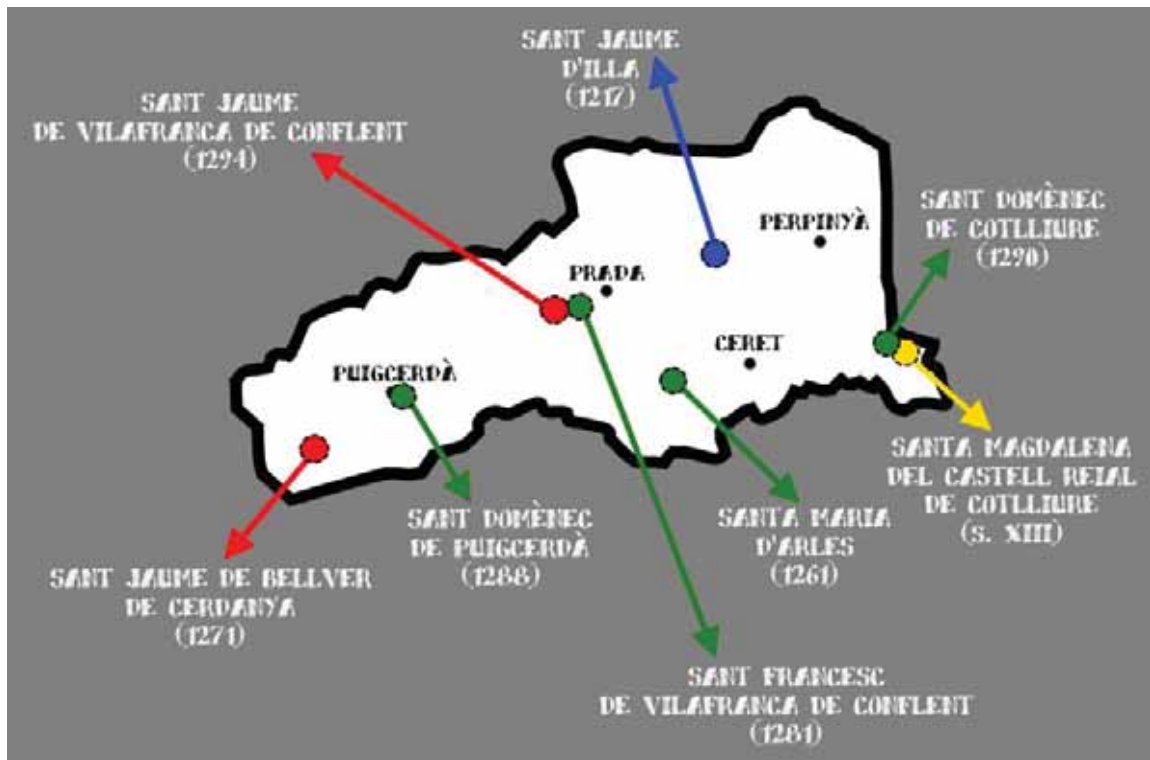 SANT JAUME
D'ILLA
(1217)
SANT JAUME
DE VILAFRANCA DE CONFLENT
(1294)
SANT DOMÈNEC
DE COTLLIURE
(1290)
PERPINYÀ
PRADA
CERET
PUIGCERDÀ
SANTA MAGDALENA
DEL CASTELL REIAL
DE COTLLIURE
(S. XIII)
SANT DOMÈNEC
DE PUIGCERDÀ
(1288)
SANTA MARIA
D'ARLES
(1261)
SANT JAUME DE BELLVER
DE CERDANYA
(1271)
SANT FRANCESC
DE VILAFRANCA DE CONFLENT
(1281)